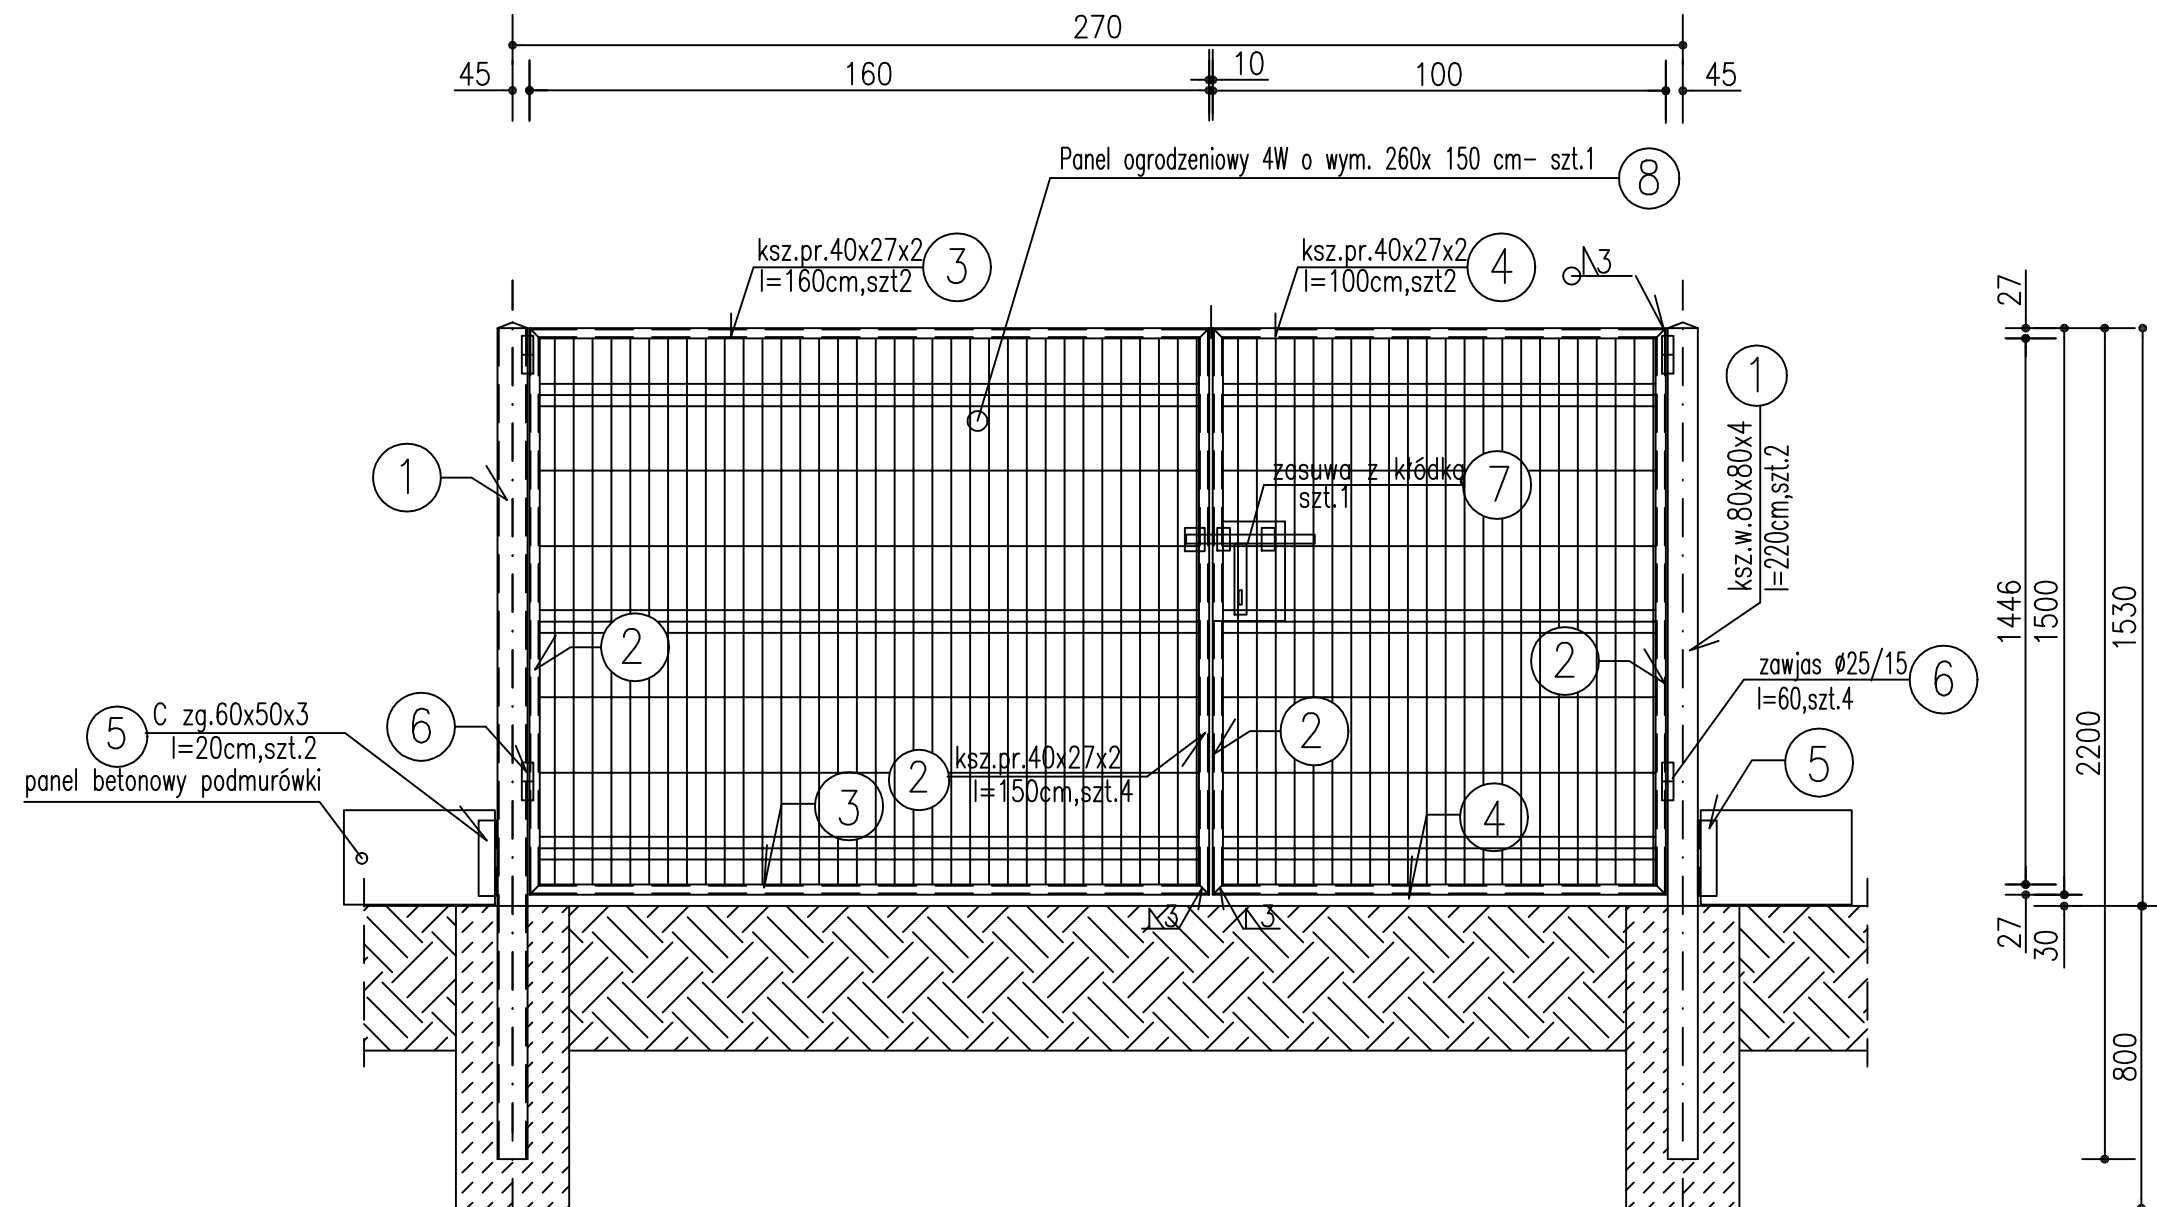 270
45
160
10
100
45
Panel ogrodzeniowy 4W o wym. 260x 150 cm- szt.1
8
ksz.pr.40x27x2
l=160cm,szt2
3
ksz.pr.40x27x2
l=100cm,szt2
4
3
27
1
1
ksz.w.80x80x4
l=220cm,szt.2
zasuwa z kłódką
szt.1
7
1446
1500
1530
2
2
zawjas ø25/15
l=60,szt.4
6
5
C zg.60x50x3
l=20cm,szt.2
6
panel betonowy podmurówki
2
ksz.pr.40x27x2
l=150cm,szt.4
2
5
3
4
2200
3
3
27
30
800